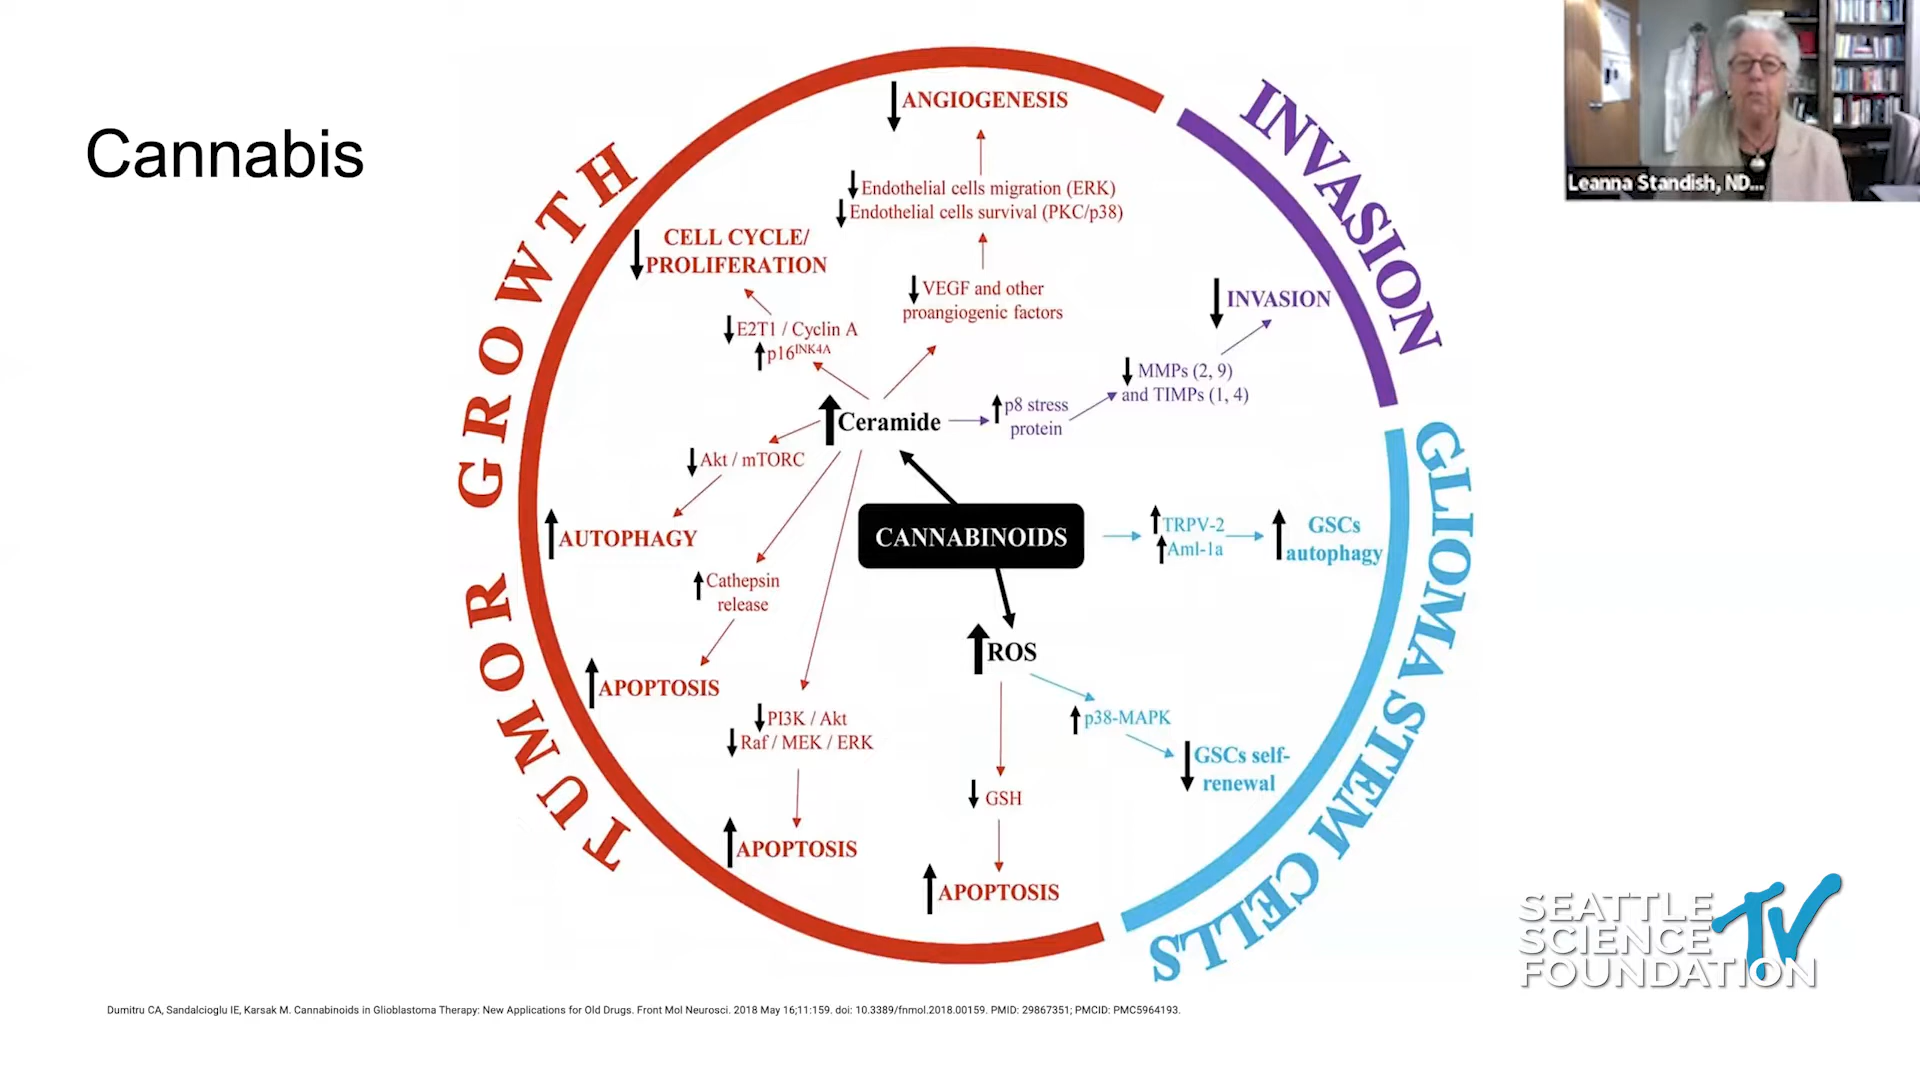 Cannabis
TUMOR GROWTH
INVASION
GLIOMA STEM CELLS
ANGIOGENESIS
Endothelial cells migration (ERK)
Endothelial cells survival (PKC/p38)
VEGF and other
proangiogenic factors
CELL CYCLE/
PROLIFERATION
E2T1 / Cyclin A
p16INK4A
Ceramide
p8 stress
protein
MMPs (2, 9)
and TIMPs (1, 4)
INVASION
Akt / mTORC
AUTOPHAGY
Cathepsin
release
APOPTOSIS
PI3K / Akt
Raf / MEK / ERK
APOPTOSIS
CANNABINOIDS
TRPV-2
Aml-1a
GSCs
autophagy
ROS
p38-MAPK
GSCs self-
renewal
GSH
APOPTOSIS
Leanna Standish, ND...
SEATTLE
SCIENCE
FOUNDATION
TV
Dumitru CA, Sandalcioglu IE, Karsak M. Cannabinoids in Glioblastoma Therapy: New Applications for Old Drugs. Front Mol Neurosci. 2018 May 16;11:159. doi: 10.3389/fnmol.2018.00159. PMID: 29867351; PMCID: PMC5964193.